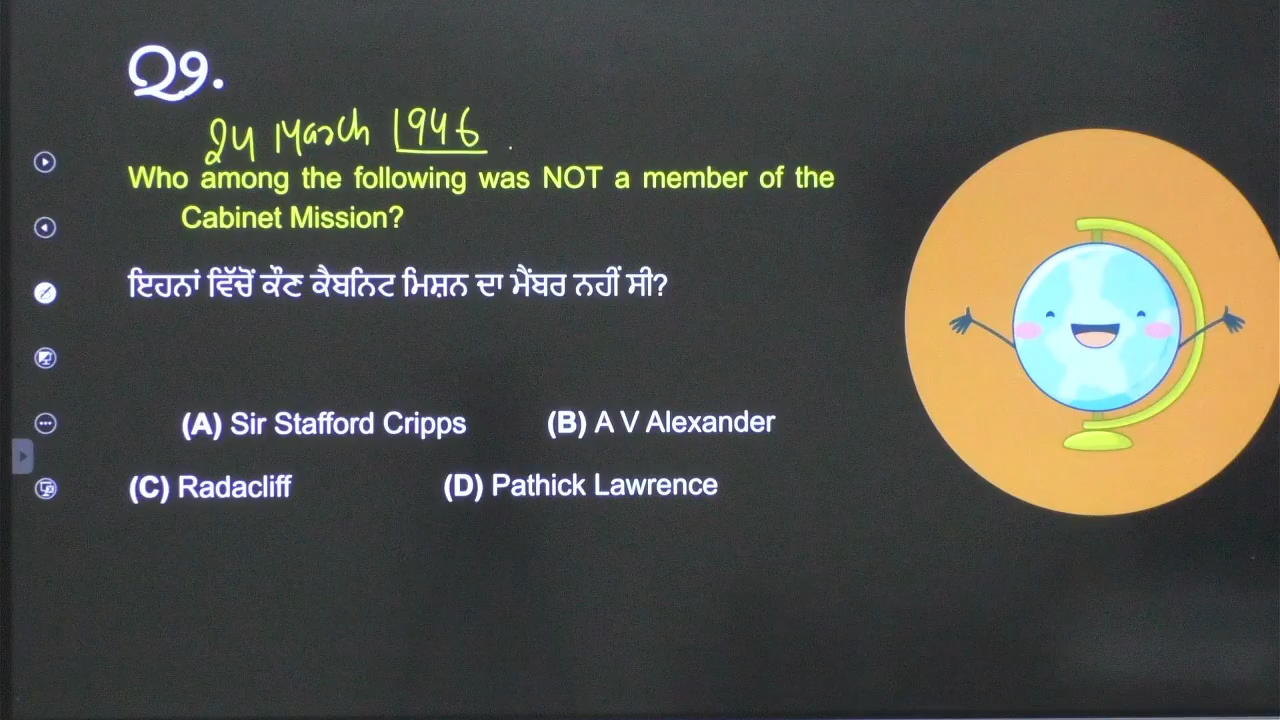 Q9.
24 March 1946
Who among the following was NOT a member of the
Cabinet Mission?
ਇਹਨਾਂ ਵਿੱਚੋਂ ਕੌਣ ਕੈਬਨਿਟ ਮਿਸ਼ਨ ਦਾ ਮੈਂਬਰ ਨਹੀਂ ਸੀ?
(A) Sir Stafford Cripps (B) A V Alexander
(C) Radacliff (D) Pathick Lawrence